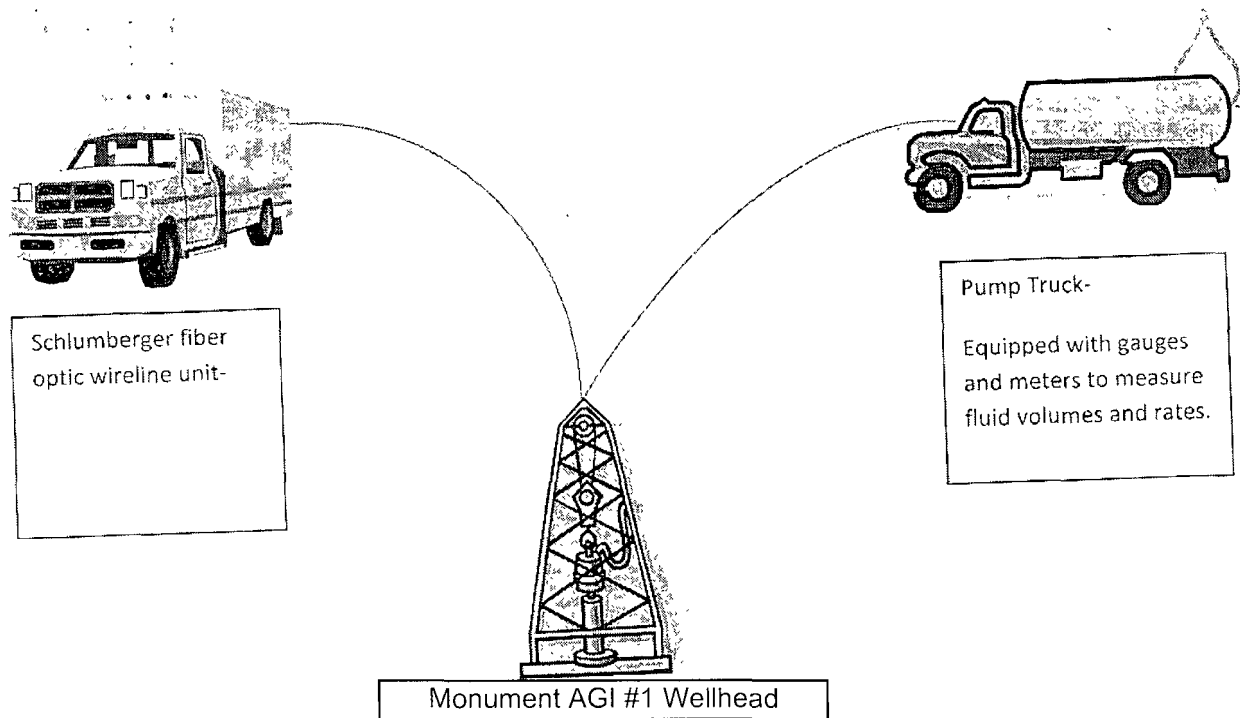 Schlumberger fiber
optic wireline unit-
Pump Truck-
Equipped with gauges
and meters to measure
fluid volumes and rates.
Monument AGI #1 Wellhead